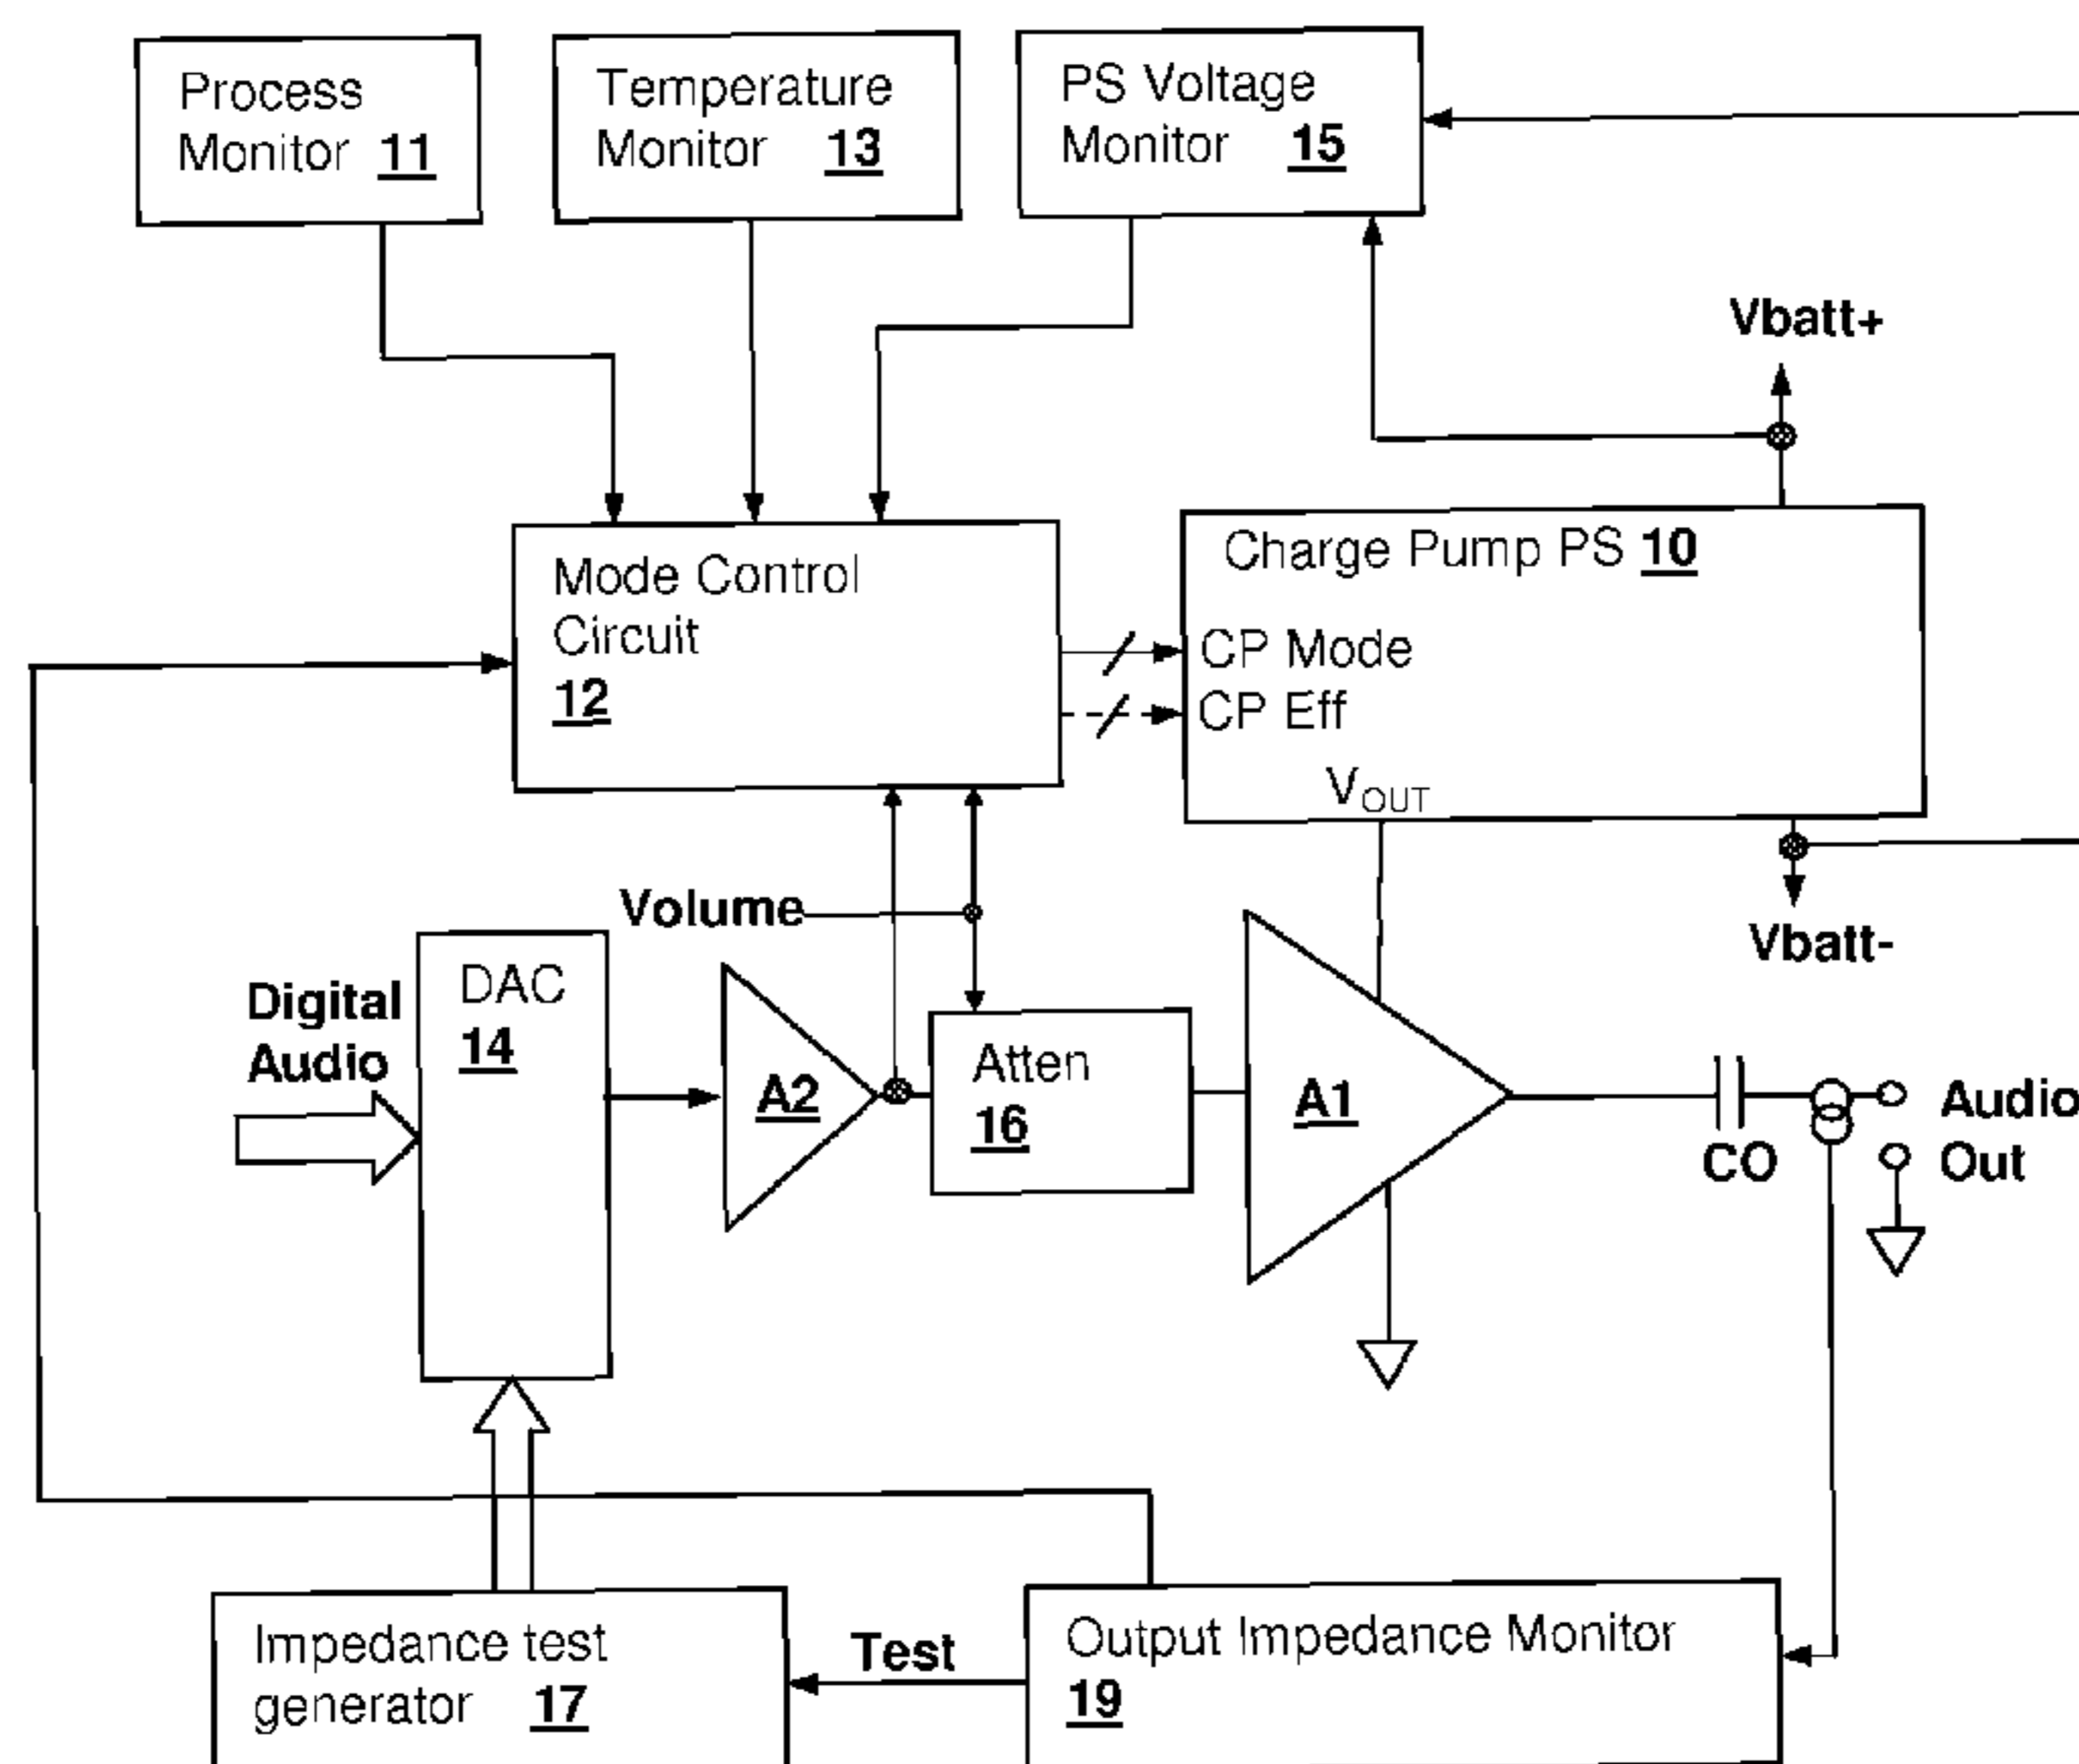 Process
Monitor 11
Temperature
Monitor 13
PS Voltage
Monitor 15
Vbatt+
Mode Control
Circuit
12
Charge Pump PS 10
CP Mode
CP Eff
VOUT
Vbatt-
Volume
Digital
Audio
DAC
14
A2
Atten
16
A1
CO
Audio
Out
Impedance test
generator 17
Test
Output Impedance Monitor
19